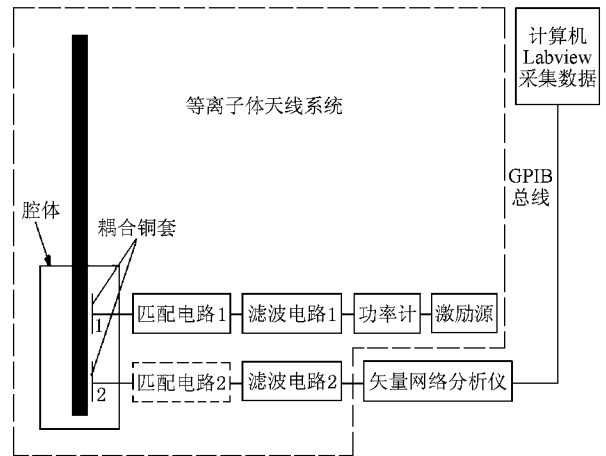 计算机
Labview
采集数据
等离子体天线系统
GPIB
总线
腔体
耦合铜套
1
匹配电路1
滤波电路1
功率计
激励源
2
匹配电路2
滤波电路2
矢量网络分析仪